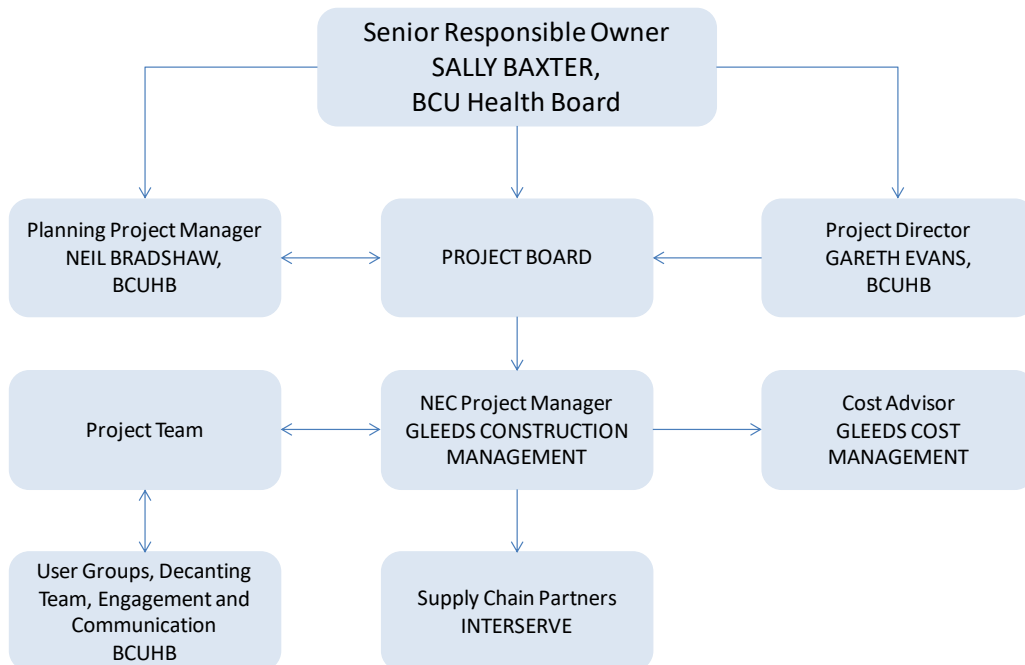 Senior Responsible Owner
SALLY BAXTER,
BCU Health Board
Planning Project Manager
NEIL BRADSHAW,
BCUHB
PROJECT BOARD
Project Director
GARETH EVANS,
BCUHB
Project Team
NEC Project Manager
GLEEDS CONSTRUCTION
MANAGEMENT
Cost Advisor
GLEEDS COST
MANAGEMENT
User Groups, Decanting
Team, Engagement and
Communication
BCUHB
Supply Chain Partners
INTERSERVE